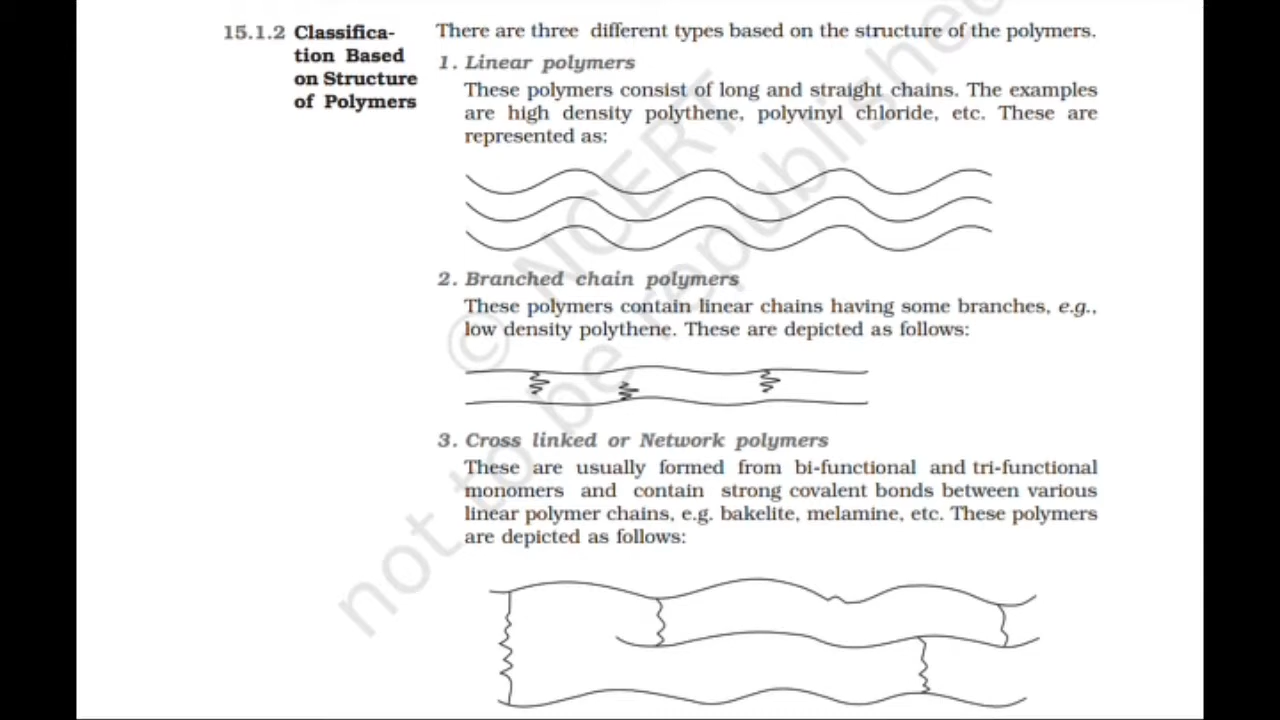 15.1.2 Classifica-
tion Based
on Structure
of Polymers
There are three different types based on the structure of the polymers.
1. Linear polymers
These polymers consist of long and straight chains. The examples
are high density polythene, polyvinyl chloride, etc. These are
represented as:
2. Branched chain polymers
These polymers contain linear chains having some branches, e.g.,
low density polythene. These are depicted as follows:
3. Cross linked or Network polymers
These are usually formed from bi-functional and tri-functional
monomers and contain strong covalent bonds between various
linear polymer chains, e.g. bakelite, melamine, etc. These polymers
are depicted as follows:
© NCERT
not to be republished